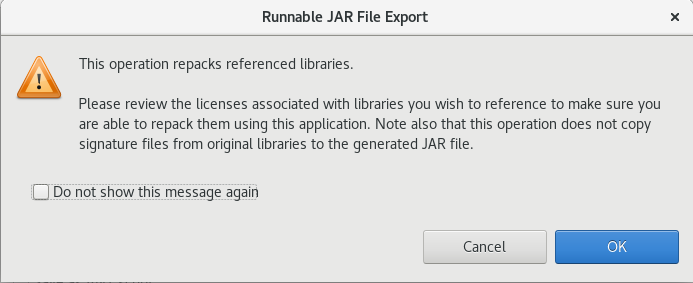 Runnable JAR File Export
This operation repacks referenced libraries.
Please review the licenses associated with libraries you wish to reference to make sure you
are able to repack them using this application. Note also that this operation does not copy
signature files from original libraries to the generated JAR file.
Do not show this message again
Cancel
OK